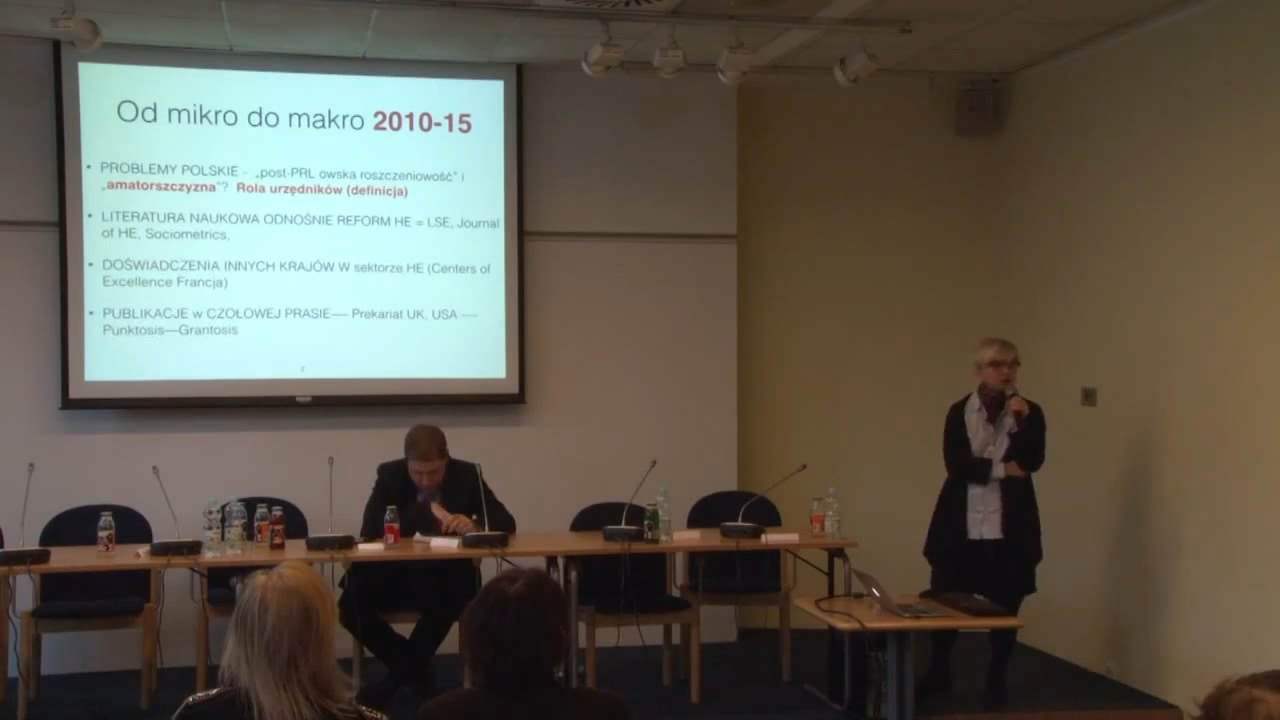 Od mikro do makro 2010-15
• PROBLEMY POLSKIE - „post-PRL owska roszczeniowość” i
„amatorszczyzna”? Rola urzędników (definicja)
• LITERATURA NAUKOWA ODNOŚNIE REFORM HE = LSE, Journal
of HE, Sociometrics,
• DOŚWIADCZENIA INNYCH KRAJÓW W sektorze HE (Centers of
Excellence Francja)
• PUBLIKACJE w CZOŁOWEJ PRASIE— Prekariat UK, USA —
Punktosis—Grantosis